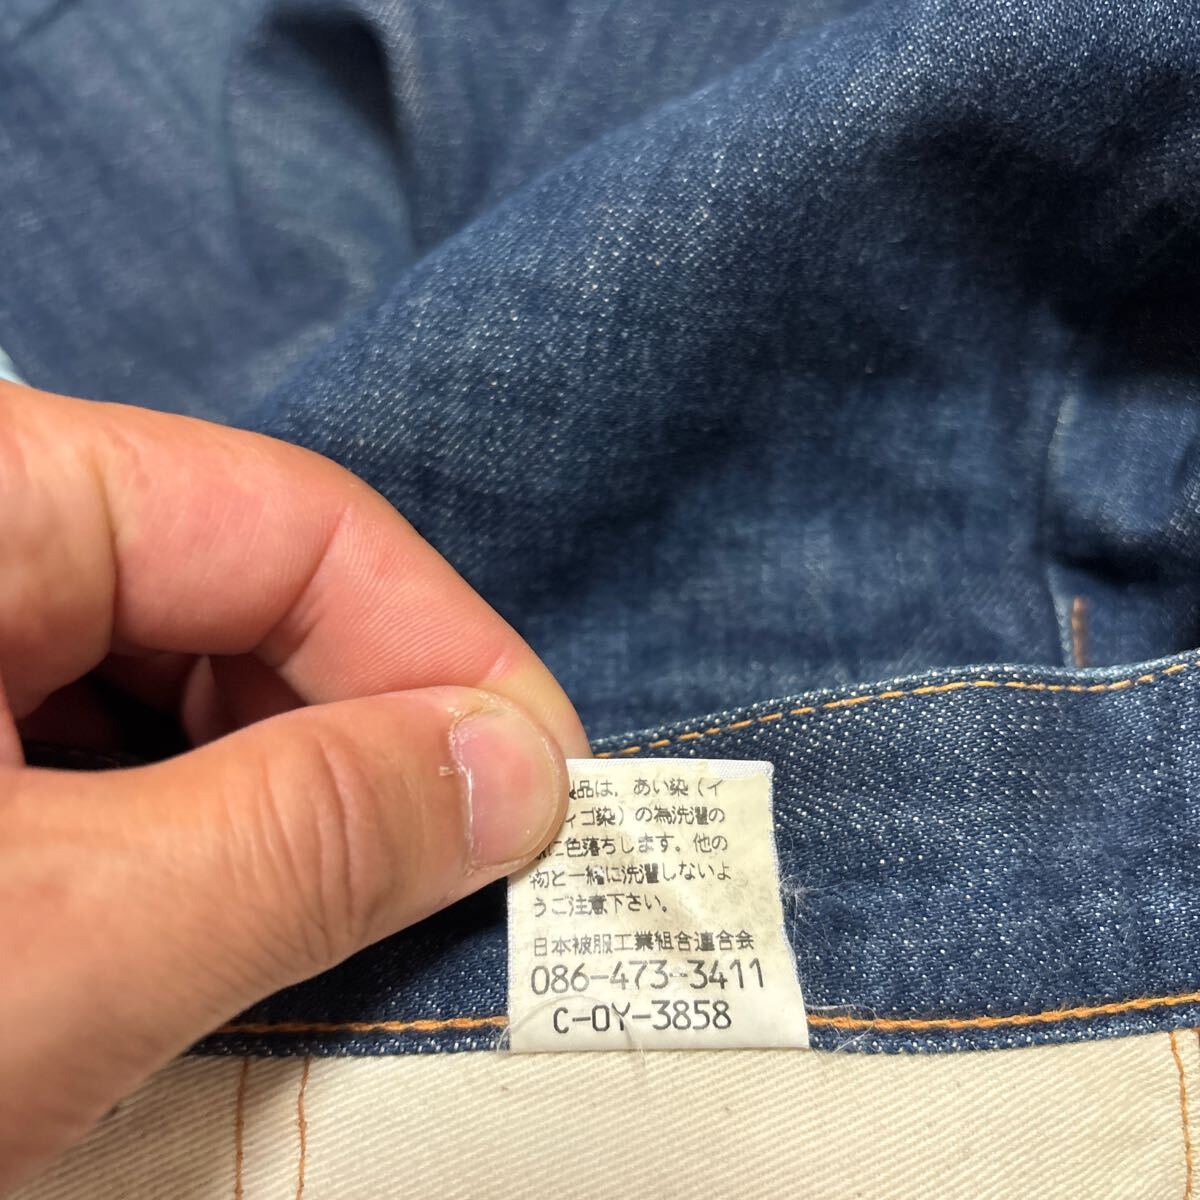 品は、あい染（イ
ィゴ染）の為洗濯の
に色落ちします。他の
物と一緒に洗濯しないよ
うご注意下さい。
日本被服工業組合連合会
086-473-3411
C-OY-3858